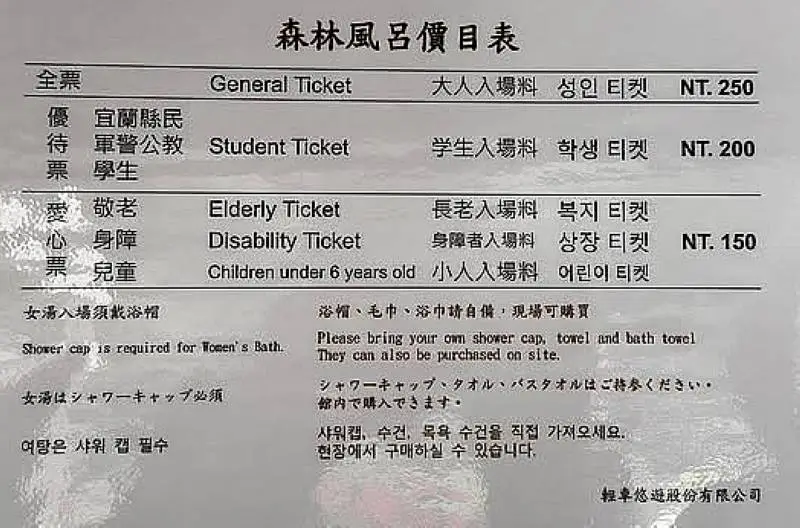 森林風呂價目表
全票 General Ticket 大人入場料 성인 티켓 NT. 250
優待票 宜蘭縣民
軍警公教 Student Ticket 学生入場料 학생 티켓 NT. 200
學生
愛心票 敬老 Elderly Ticket 長老入場料 복지 티켓
身障 Disability Ticket 身障者入場料 상장 티켓 NT. 150
兒童 Children under 6 years old 小人入場料 어린이 티켓
女湯入場須戴浴帽
Shower cap is required for Women's Bath.
女湯はシャワーキャップ必須
여탕은 샤워 캡 필수
浴帽、毛巾、浴巾請自備，現場可購買
Please bring your own shower cap, towel and bath towel
They can also be purchased on site.
シャワーキャップ、タオル、バスタオルはご持参ください。
館内で購入できます。
샤워캡, 수건, 목욕 수건을 직접 가져오세요.
현장에서 구매하실 수 있습니다.
輕車悠遊股份有限公司